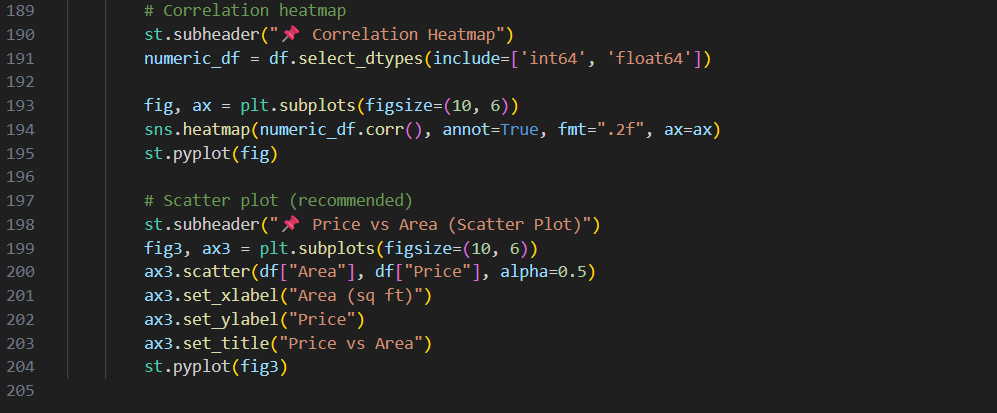 189 # Correlation heatmap
190 st.subheader("📌 Correlation Heatmap")
191 numeric_df = df.select_dtypes(include=['int64', 'float64'])
192
193 fig, ax = plt.subplots(figsize=(10, 6))
194 sns.heatmap(numeric_df.corr(), annot=True, fmt=".2f", ax=ax)
195 st.pyplot(fig)
196
197 # Scatter plot (recommended)
198 st.subheader("📌 Price vs Area (Scatter Plot)")
199 fig3, ax3 = plt.subplots(figsize=(10, 6))
200 ax3.scatter(df["Area"], df["Price"], alpha=0.5)
201 ax3.set_xlabel("Area (sq ft)")
202 ax3.set_ylabel("Price")
203 ax3.set_title("Price vs Area")
204 st.pyplot(fig3)
205